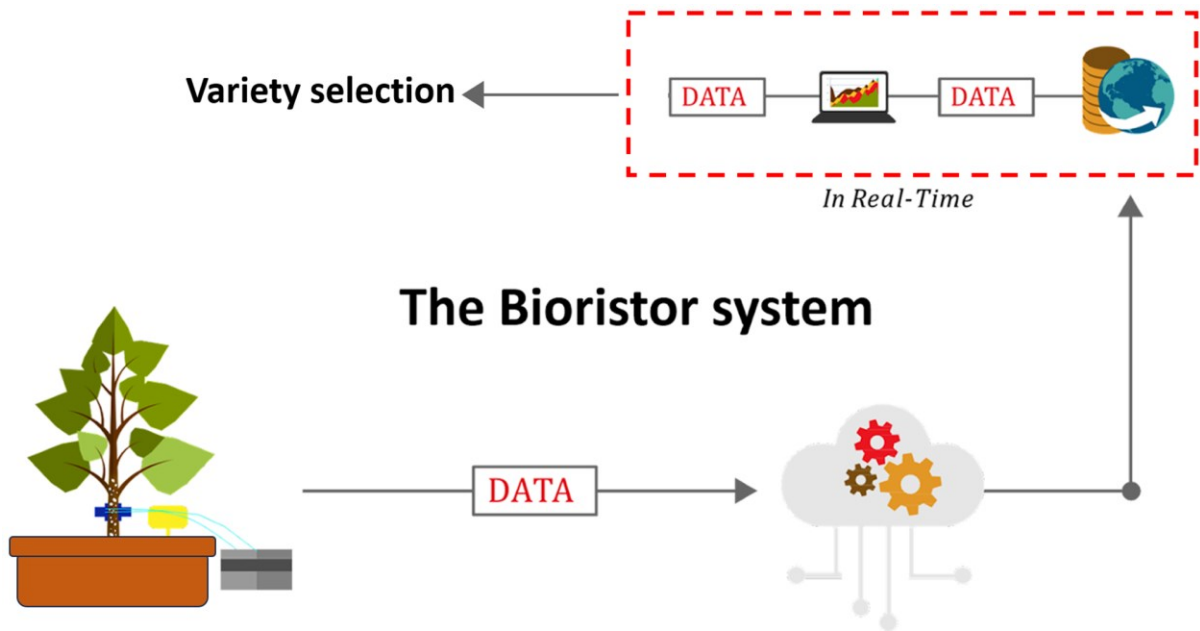 Variety selection
DATA
DATA
In Real-Time
The Bioristor system
DATA